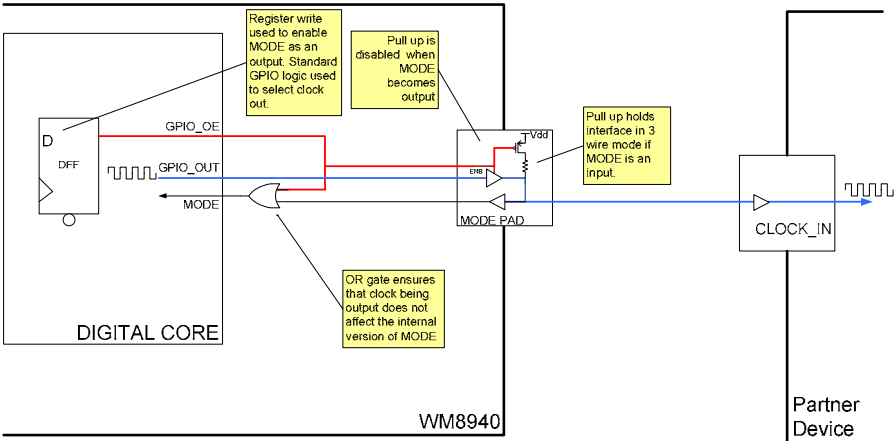 Register write
used to enable
MODE as an
output. Standard
GPIO logic used
to select clock
out.
Pull up is
disabled when
MODE
becomes
output
Pull up holds
interface in 3
wire mode if
MODE is an
input.
GPIO_OE
D
DFF
GPIO_OUT
MODE
Vdd
ENB
MODE PAD
CLOCK_IN
OR gate ensures
that clock being
output does not
affect the internal
version of MODE
DIGITAL CORE
WM8940
Partner
Device